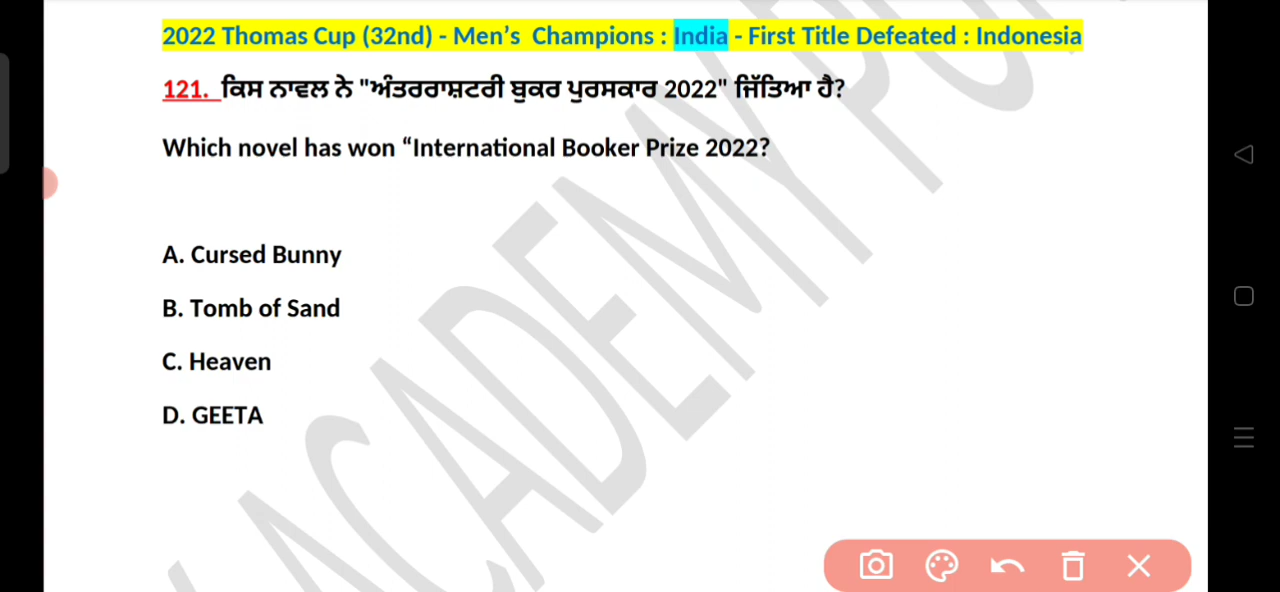 2022 Thomas Cup (32nd) - Men’s Champions : India - First Title Defeated : Indonesia
121. ਕਿਸ ਨਾਵਲ ਨੇ "ਅੰਤਰਰਾਸ਼ਟਰੀ ਬੁਕਰ ਪੁਰਸਕਾਰ 2022" ਜਿੱਤਿਆ ਹੈ?
Which novel has won “International Booker Prize 2022?
A. Cursed Bunny
B. Tomb of Sand
C. Heaven
D. GEETA
ACADEMY